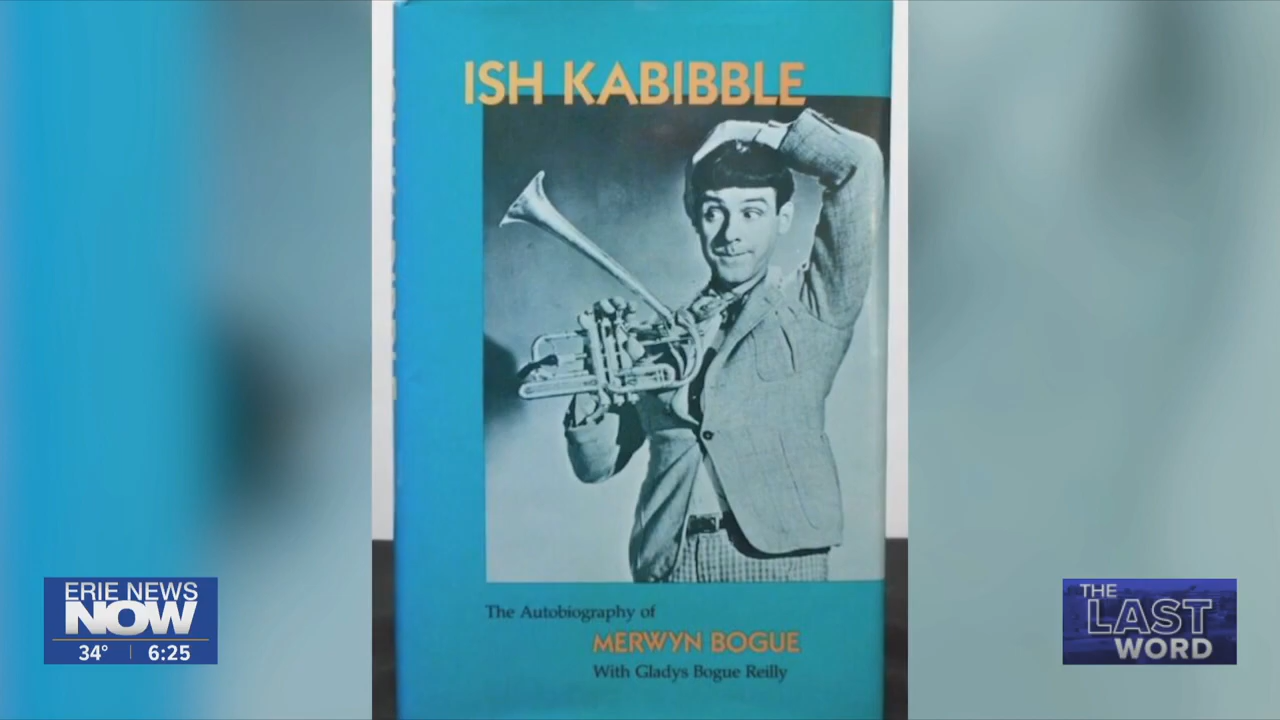 ISH KABIBBLE
The Autobiography of
MERWYN BOGUE
With Gladys Bogue Reilly
ERIE NEWS
NOW
34° | 6:25
THE
LAST
WORD